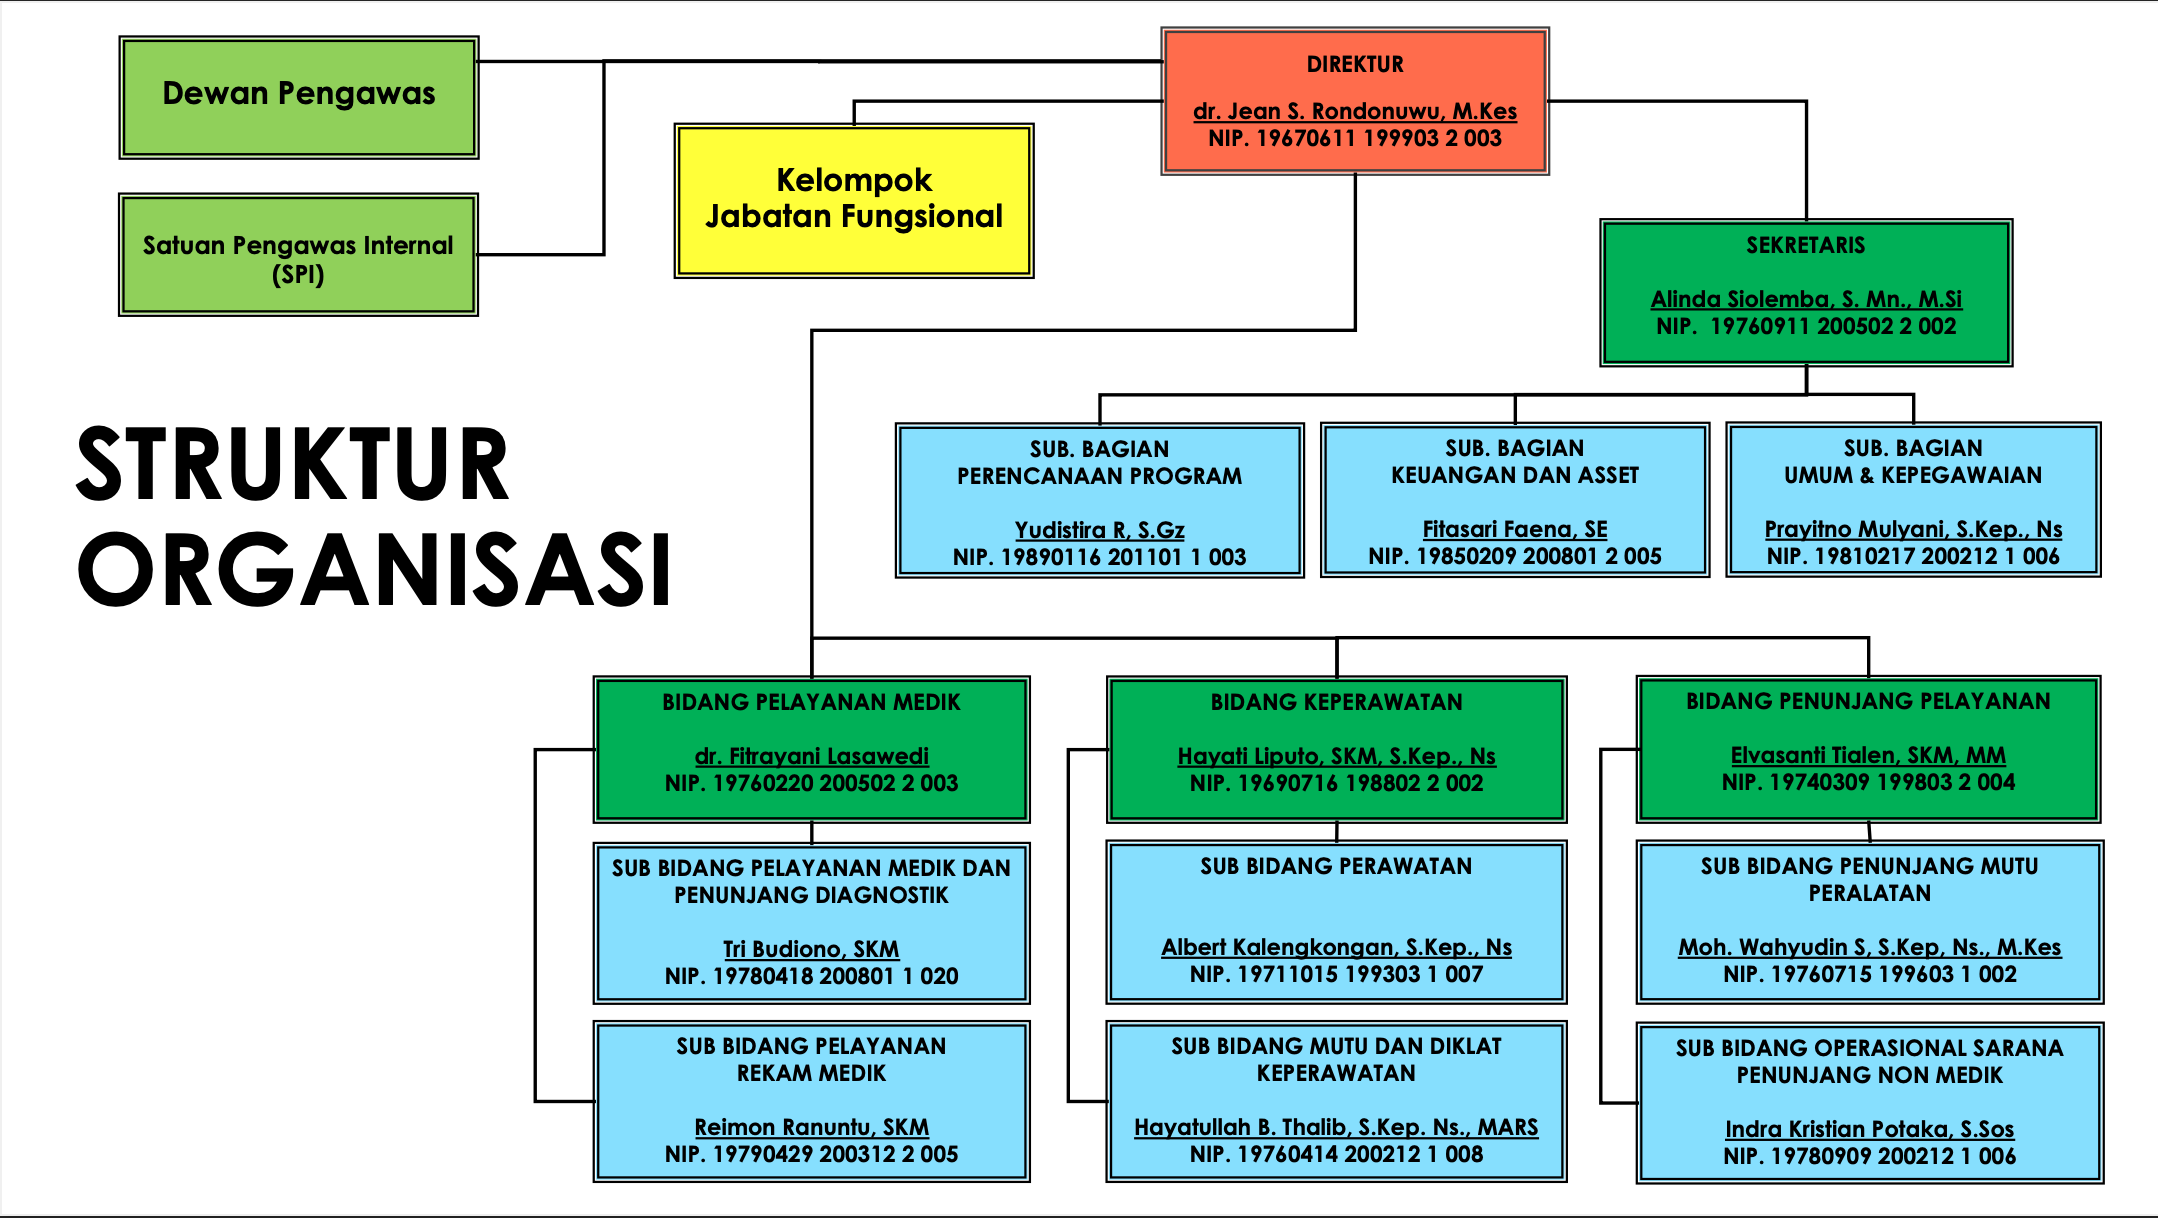 Dewan Pengawas
DIREKTUR
dr. Jean S. Rondonuwu, M.Kes
NIP. 19670611 199903 2 003
Kelompok
Jabatan Fungsional
Satuan Pengawas Internal
(SPI)
SEKRETARIS
Alinda Siolemba, S. Mn., M.Si
NIP.  19760911 200502 2 002
STRUKTUR
ORGANISASI
SUB. BAGIAN
PERENCANAAN PROGRAM
Yudistira R, S.Gz
NIP. 19890116 201101 1 003
SUB. BAGIAN
KEUANGAN DAN ASSET
Fitasari Faena, SE
NIP. 19850209 200801 2 005
SUB. BAGIAN
UMUM & KEPEGAWAIAN
Prayitno Mulyani, S.Kep., Ns
NIP. 19810217 200212 1 006
BIDANG PELAYANAN MEDIK
dr. Fitrayani Lasawedi
NIP. 19760220 200502 2 003
BIDANG KEPERAWATAN
Hayati Liputo, SKM, S.Kep., Ns
NIP. 19690716 198802 2 002
BIDANG PENUNJANG PELAYANAN
Elvasanti Tialen, SKM, MM
NIP. 19740309 199803 2 004
SUB BIDANG PELAYANAN MEDIK DAN
PENUNJANG DIAGNOSTIK
Tri Budiono, SKM
NIP. 19780418 200801 1 020
SUB BIDANG PERAWATAN
Albert Kalengkongan, S.Kep., Ns
NIP. 19711015 199303 1 007
SUB BIDANG PENUNJANG MUTU
PERALATAN
Moh. Wahyudin S, S.Kep, Ns., M.Kes
NIP. 19760715 199603 1 002
SUB BIDANG PELAYANAN
REKAM MEDIK
Reimon Ranuntu, SKM
NIP. 19790429 200312 2 005
SUB BIDANG MUTU DAN DIKLAT
KEPERAWATAN
Hayatullah B. Thalib, S.Kep. Ns., MARS
NIP. 19760414 200212 1 008
SUB BIDANG OPERASIONAL SARANA
PENUNJANG NON MEDIK
Indra Kristian Potaka, S.Sos
NIP. 19780909 200212 1 006